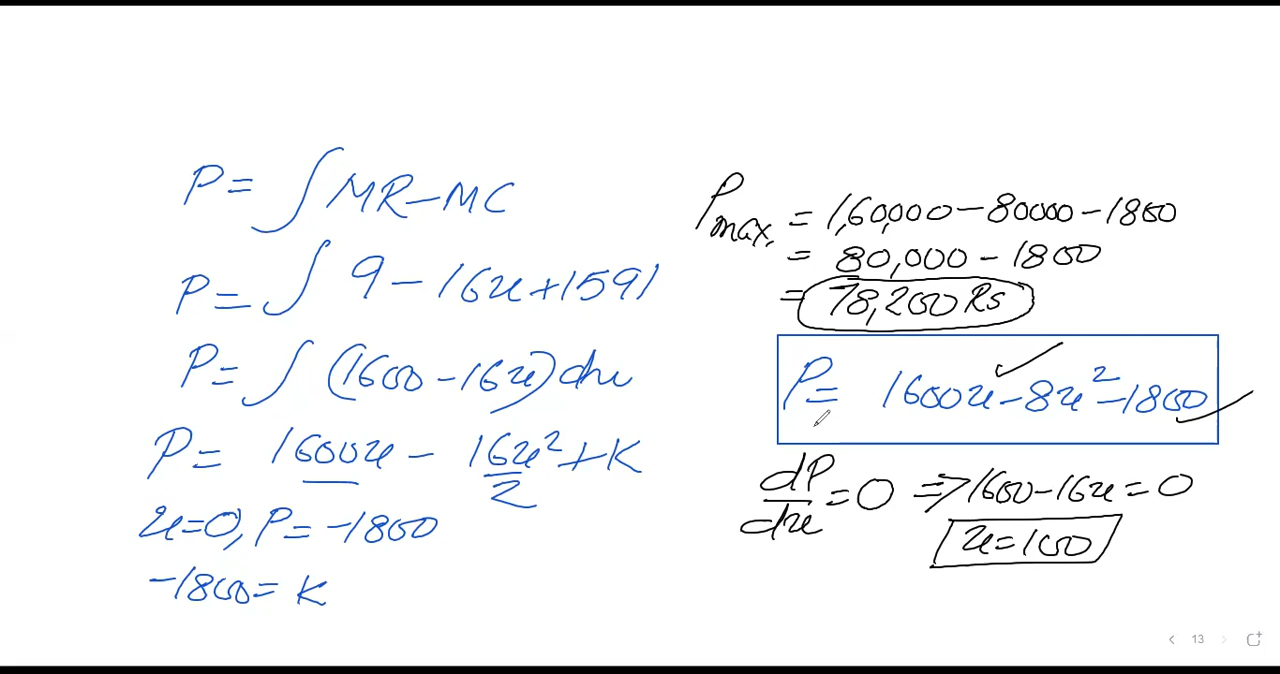 P = ∫ MR - MC
P = ∫ 9 - 16x + 1591
P = ∫ (1600 - 16x) dx
P = 1600x - 16x²/2 + K
x = 0, P = -1800
-1800 = K
Pmax. = 1,60,000 - 80000 - 1800
= 80,000 - 1800
= 78,200 Rs
P = 1600x - 8x² - 1800
dP/dx = 0 => 1600 - 16x = 0
x = 100
13